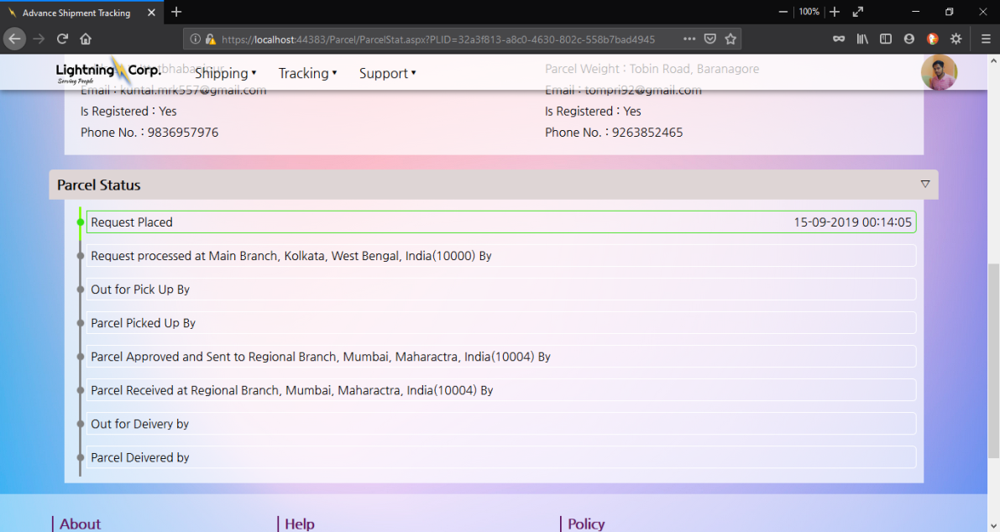 Advance Shipment Tracking
100%
https://localhost:44383/Parcel/ParcelStat.aspx?PLID=32a3f813-a8c0-4630-802c-558b7bad4945
Lightning Corp.
Serving People
Shipping ▾
Tracking ▾
Support ▾
Parcel Weight : Tobin Road, Baranagore
Email : kuntal.mrk557@gmail.com
Email : tompri92@gmail.com
Is Registered : Yes
Is Registered : Yes
Phone No. : 9836957976
Phone No. : 9263852465
Parcel Status
Request Placed 15-09-2019 00:14:05
Request processed at Main Branch, Kolkata, West Bengal, India(10000) By
Out for Pick Up By
Parcel Picked Up By
Parcel Approved and Sent to Regional Branch, Mumbai, Maharactra, India(10004) By
Parcel Received at Regional Branch, Mumbai, Maharactra, India(10004) By
Out for Deivery by
Parcel Deivered by
About
Help
Policy